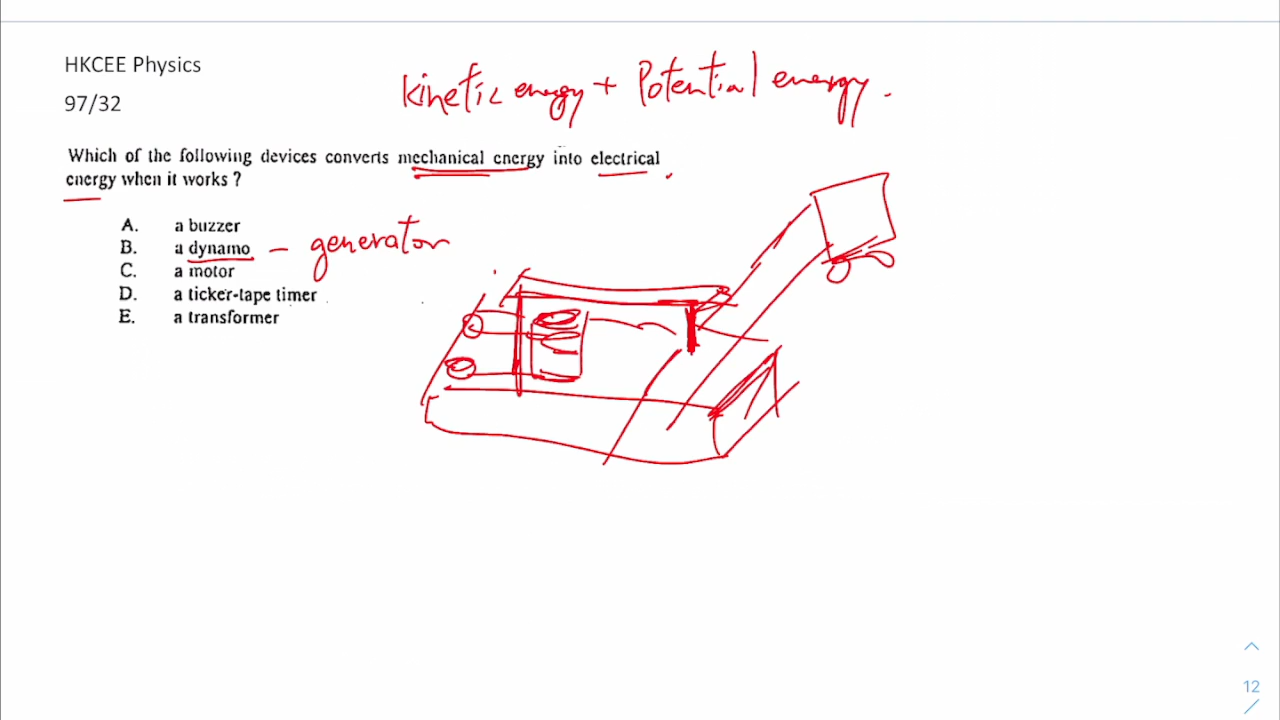 HKCEE Physics
97/32
Kinetic energy + Potential energy.
Which of the following devices converts mechanical energy into electrical
energy when it works ?
A. a buzzer
B. a dynamo - generator
C. a motor
D. a ticker-tape timer
E. a transformer
12